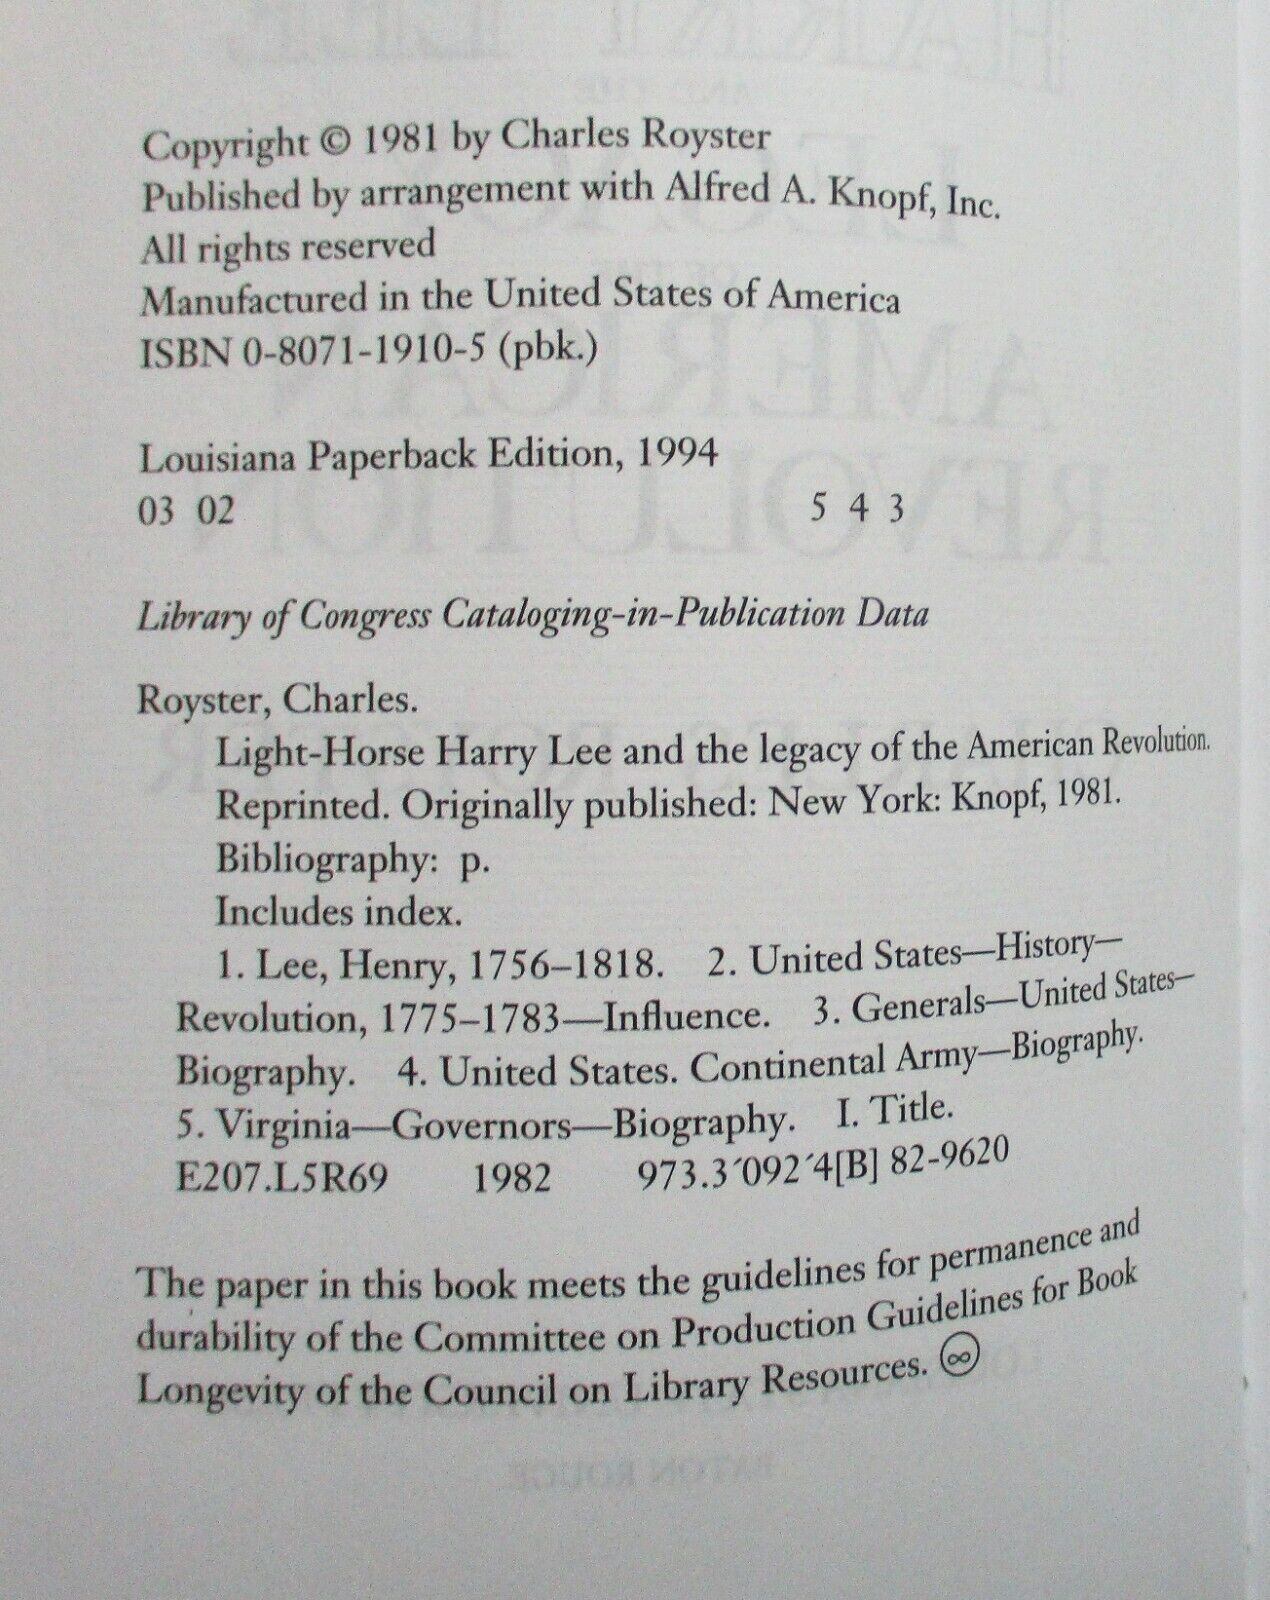 Copyright © 1981 by Charles Royster
Published by arrangement with Alfred A. Knopf, Inc.
All rights reserved
Manufactured in the United States of America
ISBN 0-8071-1910-5 (pbk.)
Louisiana Paperback Edition, 1994
03 02 5 4 3
Library of Congress Cataloging-in-Publication Data
Royster, Charles.
Light-Horse Harry Lee and the legacy of the American Revolution.
Reprinted. Originally published: New York: Knopf, 1981.
Bibliography: p.
Includes index.
1. Lee, Henry, 1756–1818. 2. United States—History—
Revolution, 1775–1783—Influence. 3. Generals—United States—
Biography. 4. United States. Continental Army—Biography.
5. Virginia—Governors—Biography. I. Title.
E207.L5R69 1982 973.3´092´4[B] 82-9620
The paper in this book meets the guidelines for permanence and
durability of the Committee on Production Guidelines for Book
Longevity of the Council on Library Resources. ∞